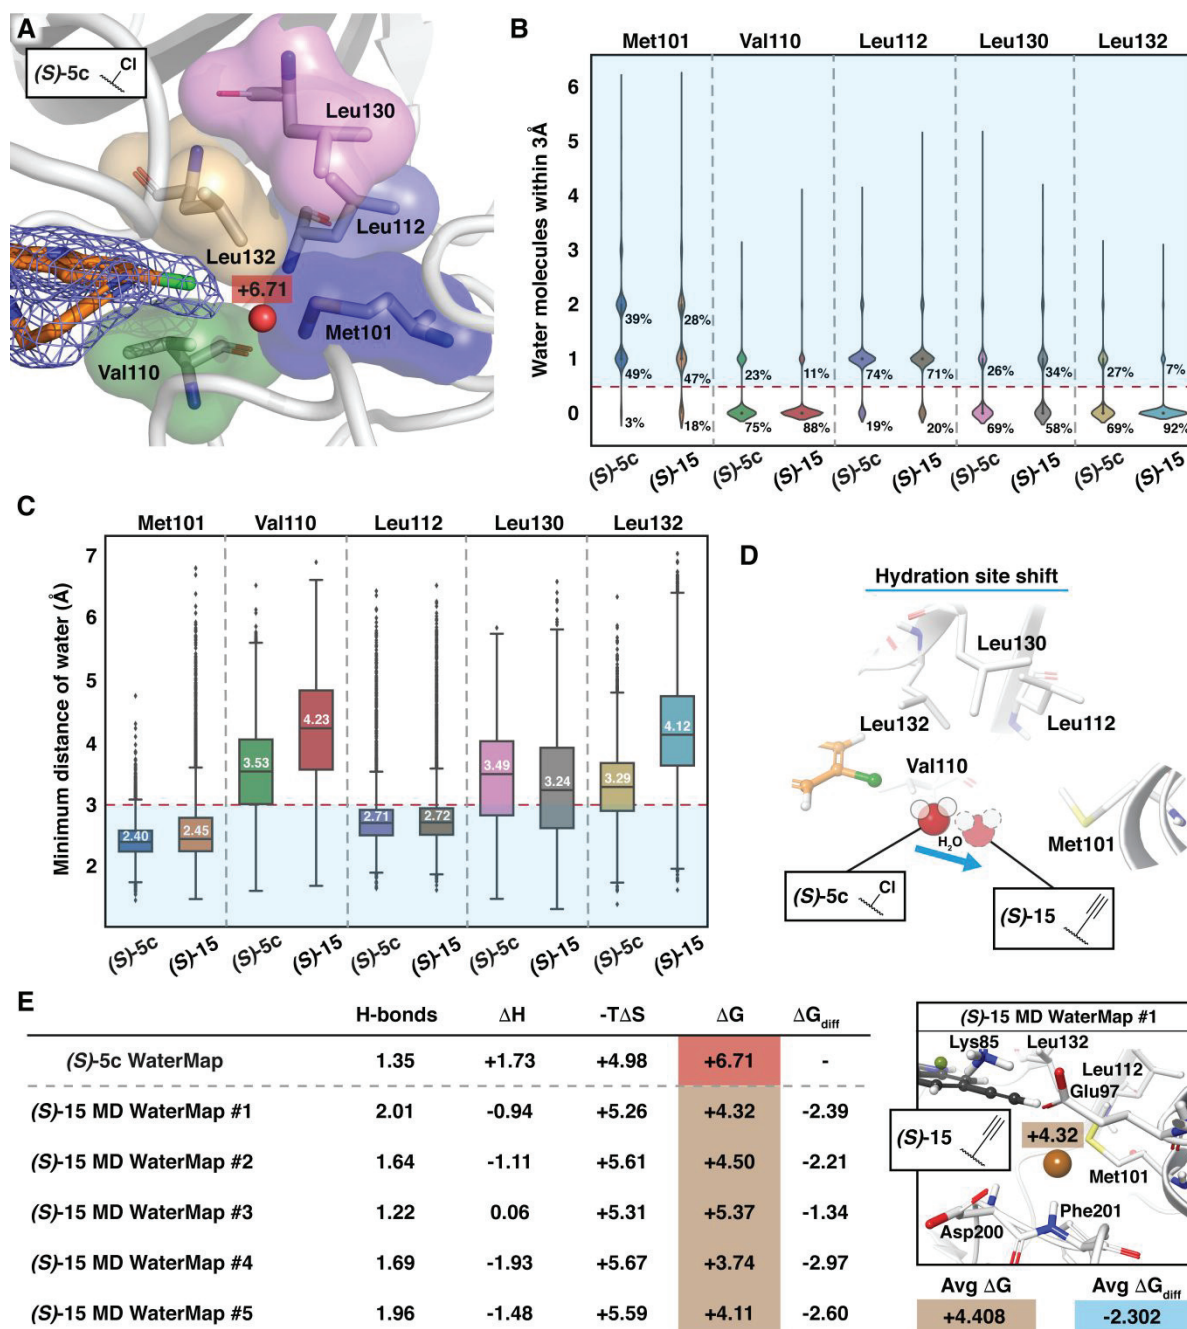 A
(S)-5c Cl
Leu130
Leu112
Leu132
+6.71
Met101
Val110
B
Met101 Val110 Leu112 Leu130 Leu132
Water molecules within 3Å
6
5
4
3
2
1
0
39% 28%
49% 47% 23% 11% 74% 71% 26% 34% 27% 7%
3% 18% 75% 88% 19% 20% 69% 58% 69% 92%
(S)-5c (S)-15 (S)-5c (S)-15 (S)-5c (S)-15 (S)-5c (S)-15 (S)-5c (S)-15
C
Met101 Val110 Leu112 Leu130 Leu132
Minimum distance of water (Å)
7
6
5
4
3
2
2.40 2.45 3.53 4.23 2.71 2.72 3.49 3.24 3.29 4.12
(S)-5c (S)-15 (S)-5c (S)-15 (S)-5c (S)-15 (S)-5c (S)-15 (S)-5c (S)-15
D
Hydration site shift
Leu130
Leu132
Leu112
Val110
Met101
H2O
(S)-5c Cl
(S)-15
E
H-bonds ΔH -TΔS ΔG ΔGdiff
(S)-5c WaterMap 1.35 +1.73 +4.98 +6.71 -
(S)-15 MD WaterMap #1 2.01 -0.94 +5.26 +4.32 -2.39
(S)-15 MD WaterMap #2 1.64 -1.11 +5.61 +4.50 -2.21
(S)-15 MD WaterMap #3 1.22 0.06 +5.31 +5.37 -1.34
(S)-15 MD WaterMap #4 1.69 -1.93 +5.67 +3.74 -2.97
(S)-15 MD WaterMap #5 1.96 -1.48 +5.59 +4.11 -2.60
(S)-15 MD WaterMap #1
Lys85 Leu132
Leu112
Glu97
(S)-15
+4.32
Met101
Phe201
Asp200
Avg ΔG Avg ΔGdiff
+4.408 -2.302